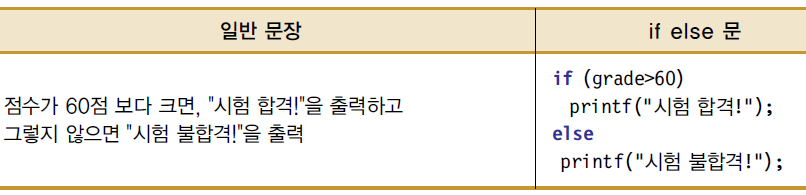 일반 문장
if else 문
점수가 60점 보다 크면, "시험 합격!"을 출력하고
그렇지 않으면 "시험 불합격!"을 출력
if (grade>60)
printf("시험 합격!");
else
printf("시험 불합격!");